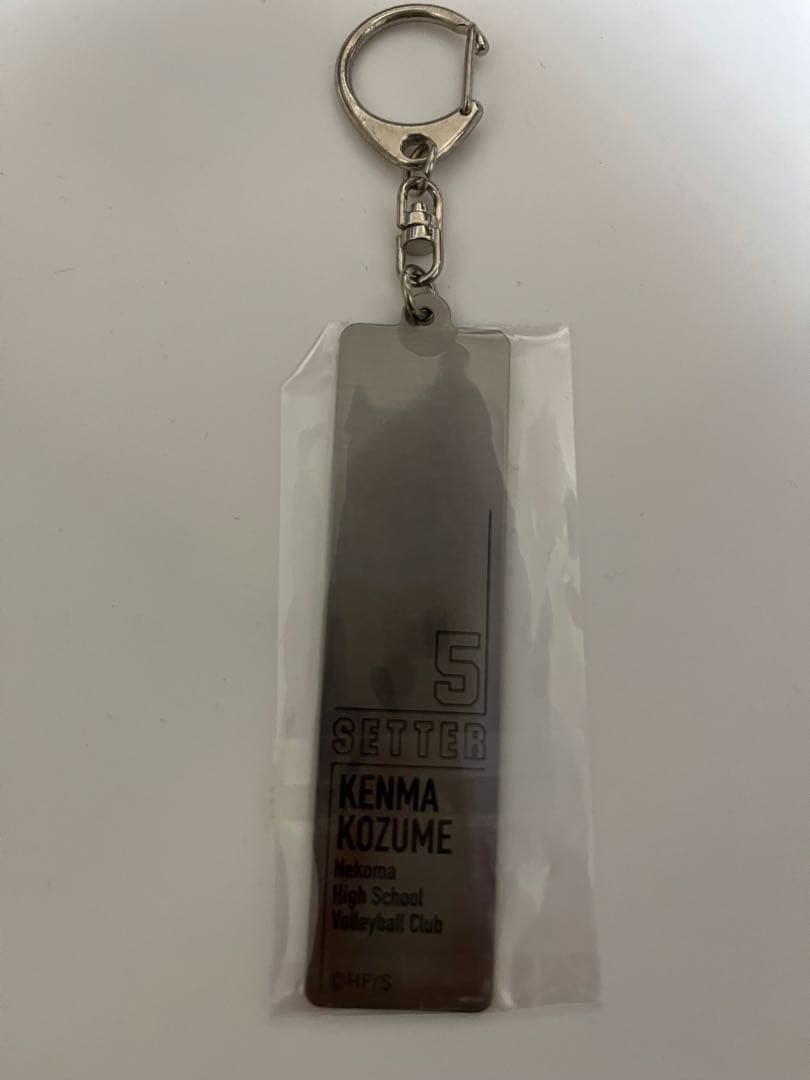 5
SETTER
KENMA
KOZUME
Nekoma
High School
Volleyball Club
©HF/S